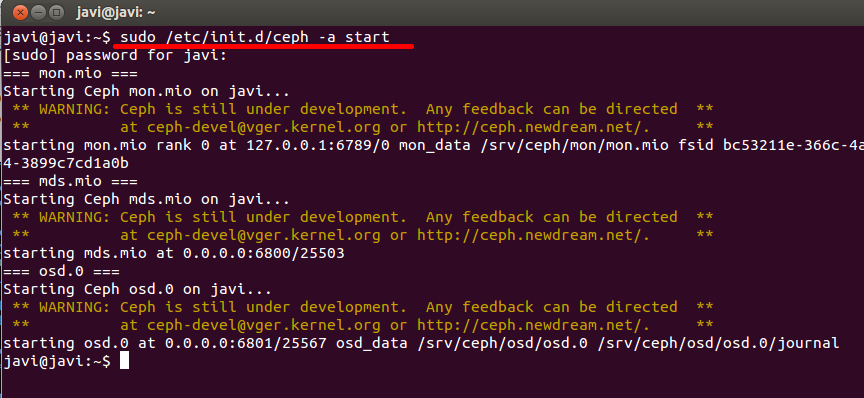 javi@javi: ~
javi@javi:~$ sudo /etc/init.d/ceph -a start
[sudo] password for javi:
=== mon.mio ===
Starting Ceph mon.mio on javi...
 ** WARNING: Ceph is still under development.  Any feedback can be directed  **
 **          at ceph-devel@vger.kernel.org or http://ceph.newdream.net/.     **
starting mon.mio rank 0 at 127.0.0.1:6789/0 mon_data /srv/ceph/mon/mon.mio fsid bc53211e-366c-4a
4-3899c7cd1a0b
=== mds.mio ===
Starting Ceph mds.mio on javi...
 ** WARNING: Ceph is still under development.  Any feedback can be directed  **
 **          at ceph-devel@vger.kernel.org or http://ceph.newdream.net/.     **
starting mds.mio at 0.0.0.0:6800/25503
=== osd.0 ===
Starting Ceph osd.0 on javi...
 ** WARNING: Ceph is still under development.  Any feedback can be directed  **
 **          at ceph-devel@vger.kernel.org or http://ceph.newdream.net/.     **
starting osd.0 at 0.0.0.0:6801/25567 osd_data /srv/ceph/osd/osd.0 /srv/ceph/osd/osd.0/journal
javi@javi:~$